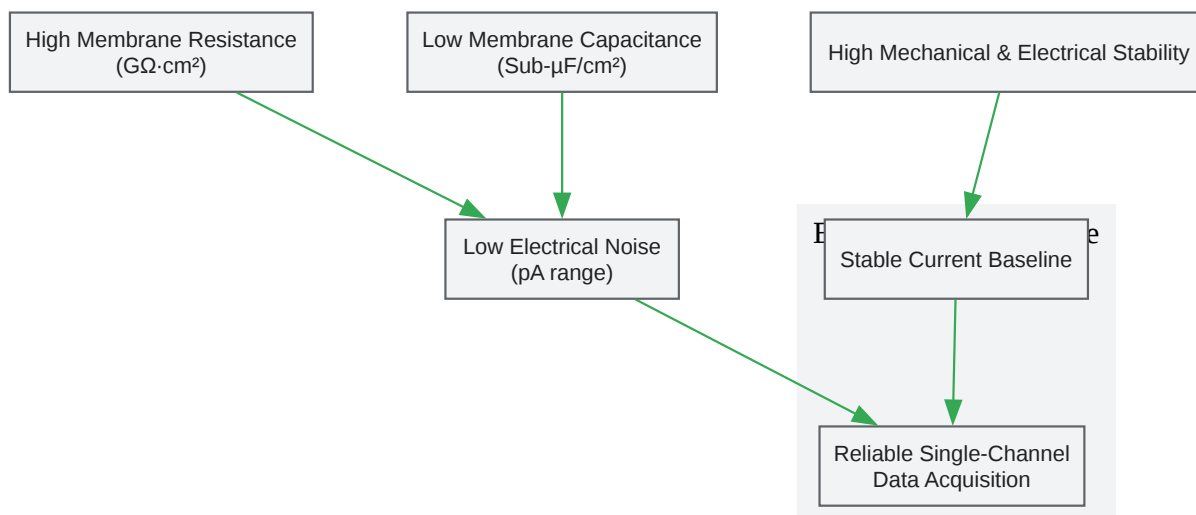 High Membrane Resistance
(GΩ·cm²)
Low Membrane Capacitance
(Sub-µF/cm²)
High Mechanical & Electrical Stability
Low Electrical Noise
(pA range)
Stable Current Baseline
Reliable Single-Channel
Data Acquisition